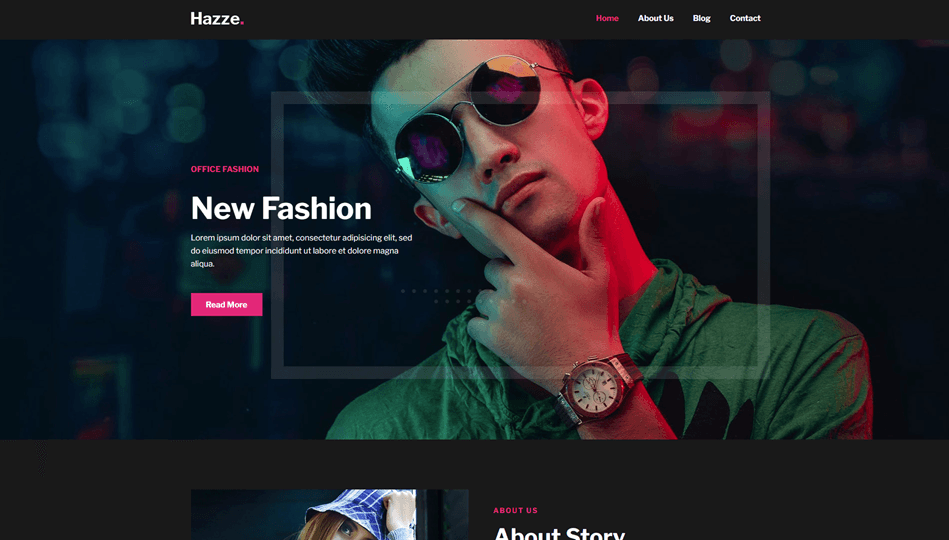 Hazze.
Home About Us Blog Contact
OFFICE FASHION
New Fashion
Lorem ipsum dolor sit amet, consectetur adipisicing elit, sed
do eiusmod tempor incididunt ut labore et dolore magna
aliqua.
Read More
ABOUT US
About Story